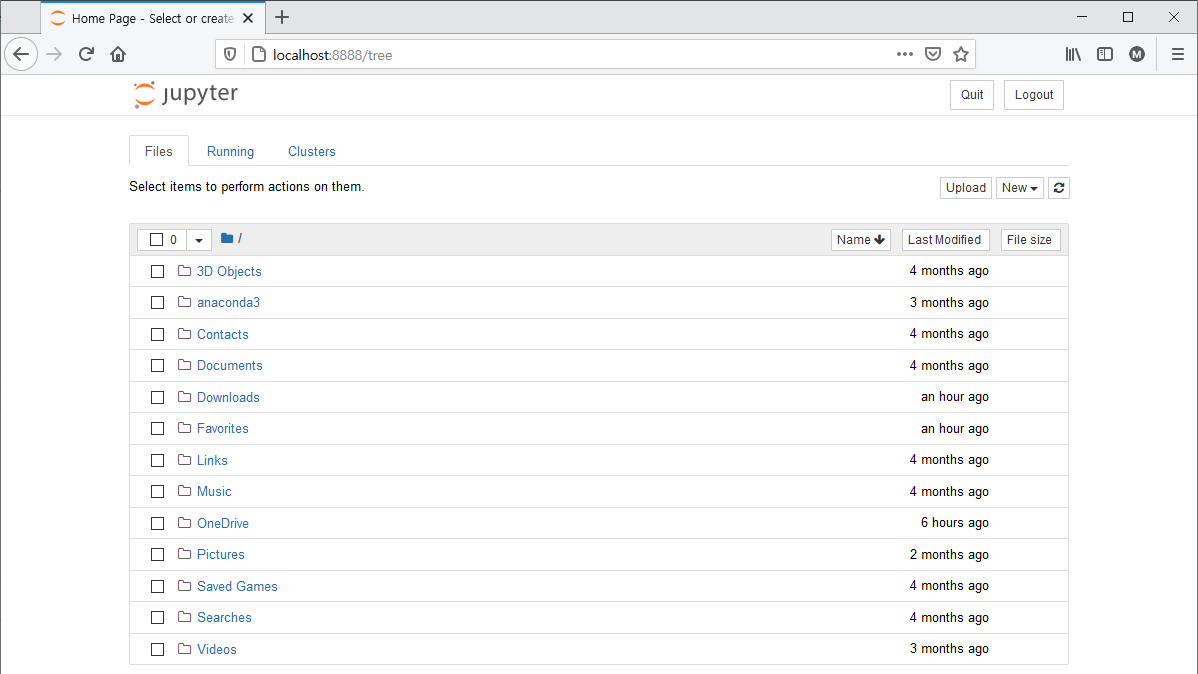 Home Page - Select or create
localhost:8888/tree
M
jupyter
Quit Logout
Files Running Clusters
Select items to perform actions on them.
Upload New
0 / Name Last Modified File size
3D Objects 4 months ago
anaconda3 3 months ago
Contacts 4 months ago
Documents 4 months ago
Downloads an hour ago
Favorites an hour ago
Links 4 months ago
Music 4 months ago
OneDrive 6 hours ago
Pictures 2 months ago
Saved Games 4 months ago
Searches 4 months ago
Videos 3 months ago